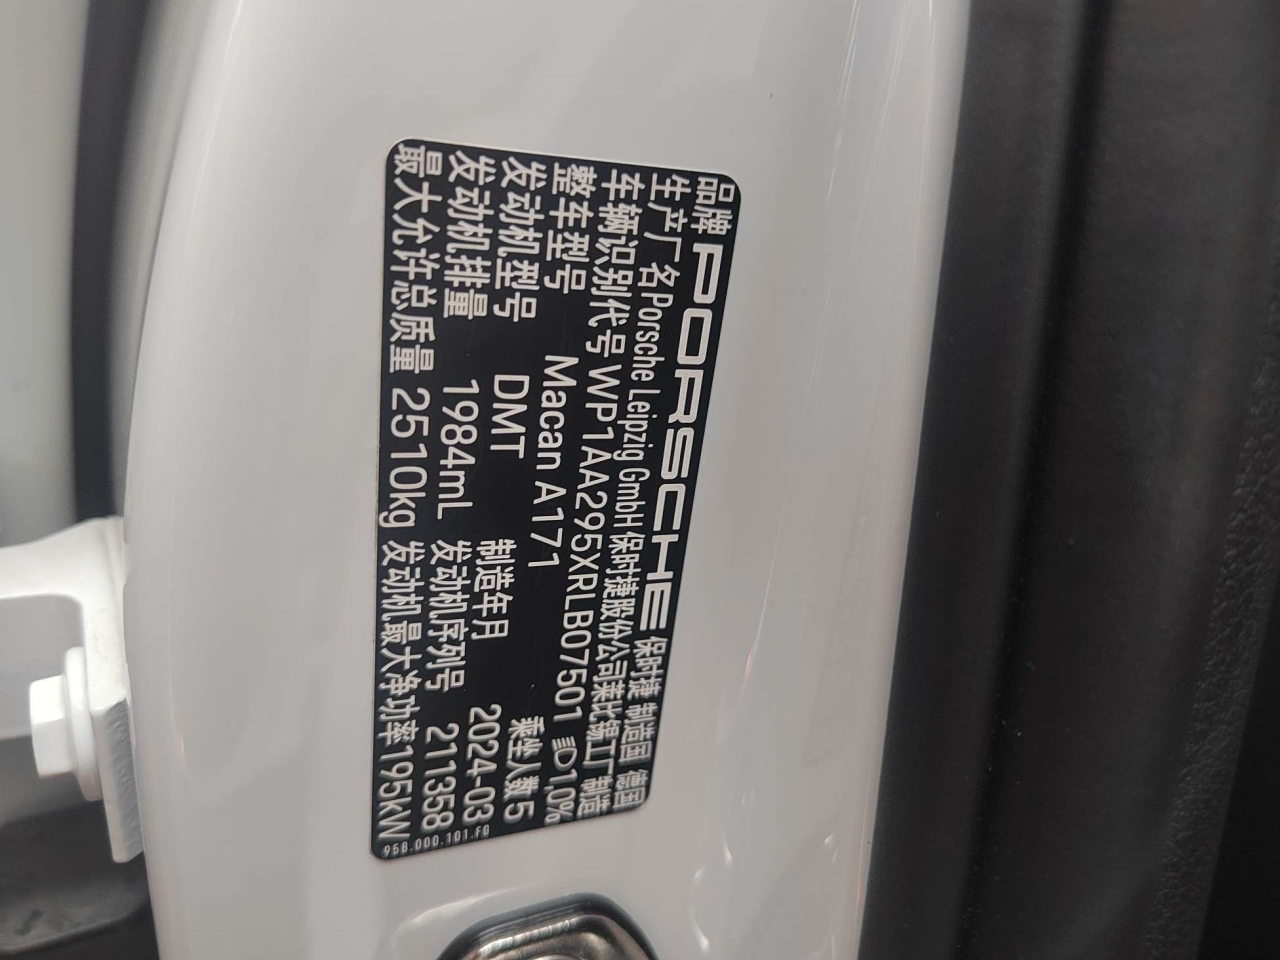 品牌 PORSCHE 保时捷 制造国 德国
生产厂名 Porsche Leipzig GmbH 保时捷股份公司莱比锡工厂制造
车辆识别代号 WP1AA295XRLB07501 D1,0%
整车型号 Macan A171 乘坐人数 5
发动机型号 DMT 制造年月 2024-03
发动机排量 1984mL 发动机序列号 211358
最大允许总质量 2510kg 发动机最大净功率 195kW
95B.000.101.FG